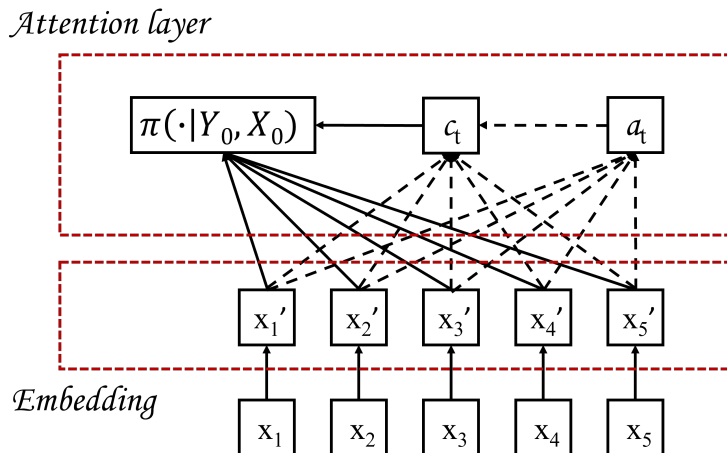 Attention layer
π(·|Y₀, X₀) cₜ aₜ
x₁′ x₂′ x₃′ x₄′ x₅′
Embedding
x₁ x₂ x₃ x₄ x₅